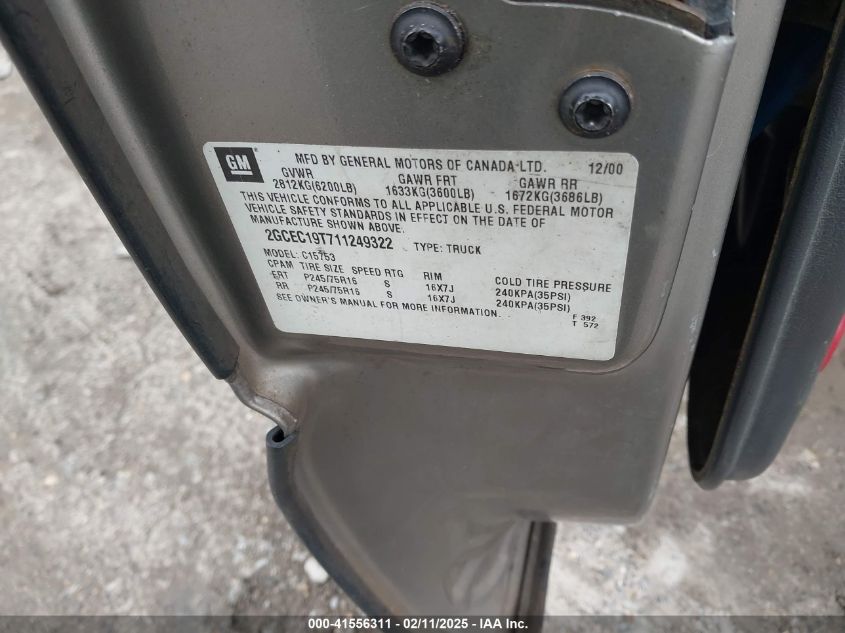 GM
MFD BY GENERAL MOTORS OF CANADA LTD. 12/00
GVWR GAWR FRT GAWR RR
2812KG(6200LB) 1633KG(3600LB) 1672KG(3686LB)
THIS VEHICLE CONFORMS TO ALL APPLICABLE U.S. FEDERAL MOTOR
VEHICLE SAFETY STANDARDS IN EFFECT ON THE DATE OF
MANUFACTURE SHOWN ABOVE.
2GCEC19T711249322 TYPE: TRUCK
MODEL: C15753
CPAM TIRE SIZE SPEED RTG RIM COLD TIRE PRESSURE
ERT P245/75R16 S 16X7J 240KPA(35PSI)
RR P245/75R16 S 16X7J 240KPA(35PSI)
SEE OWNER'S MANUAL FOR MORE INFORMATION.
F 392
T 572
000-41556311 - 02/11/2025 - IAA Inc.